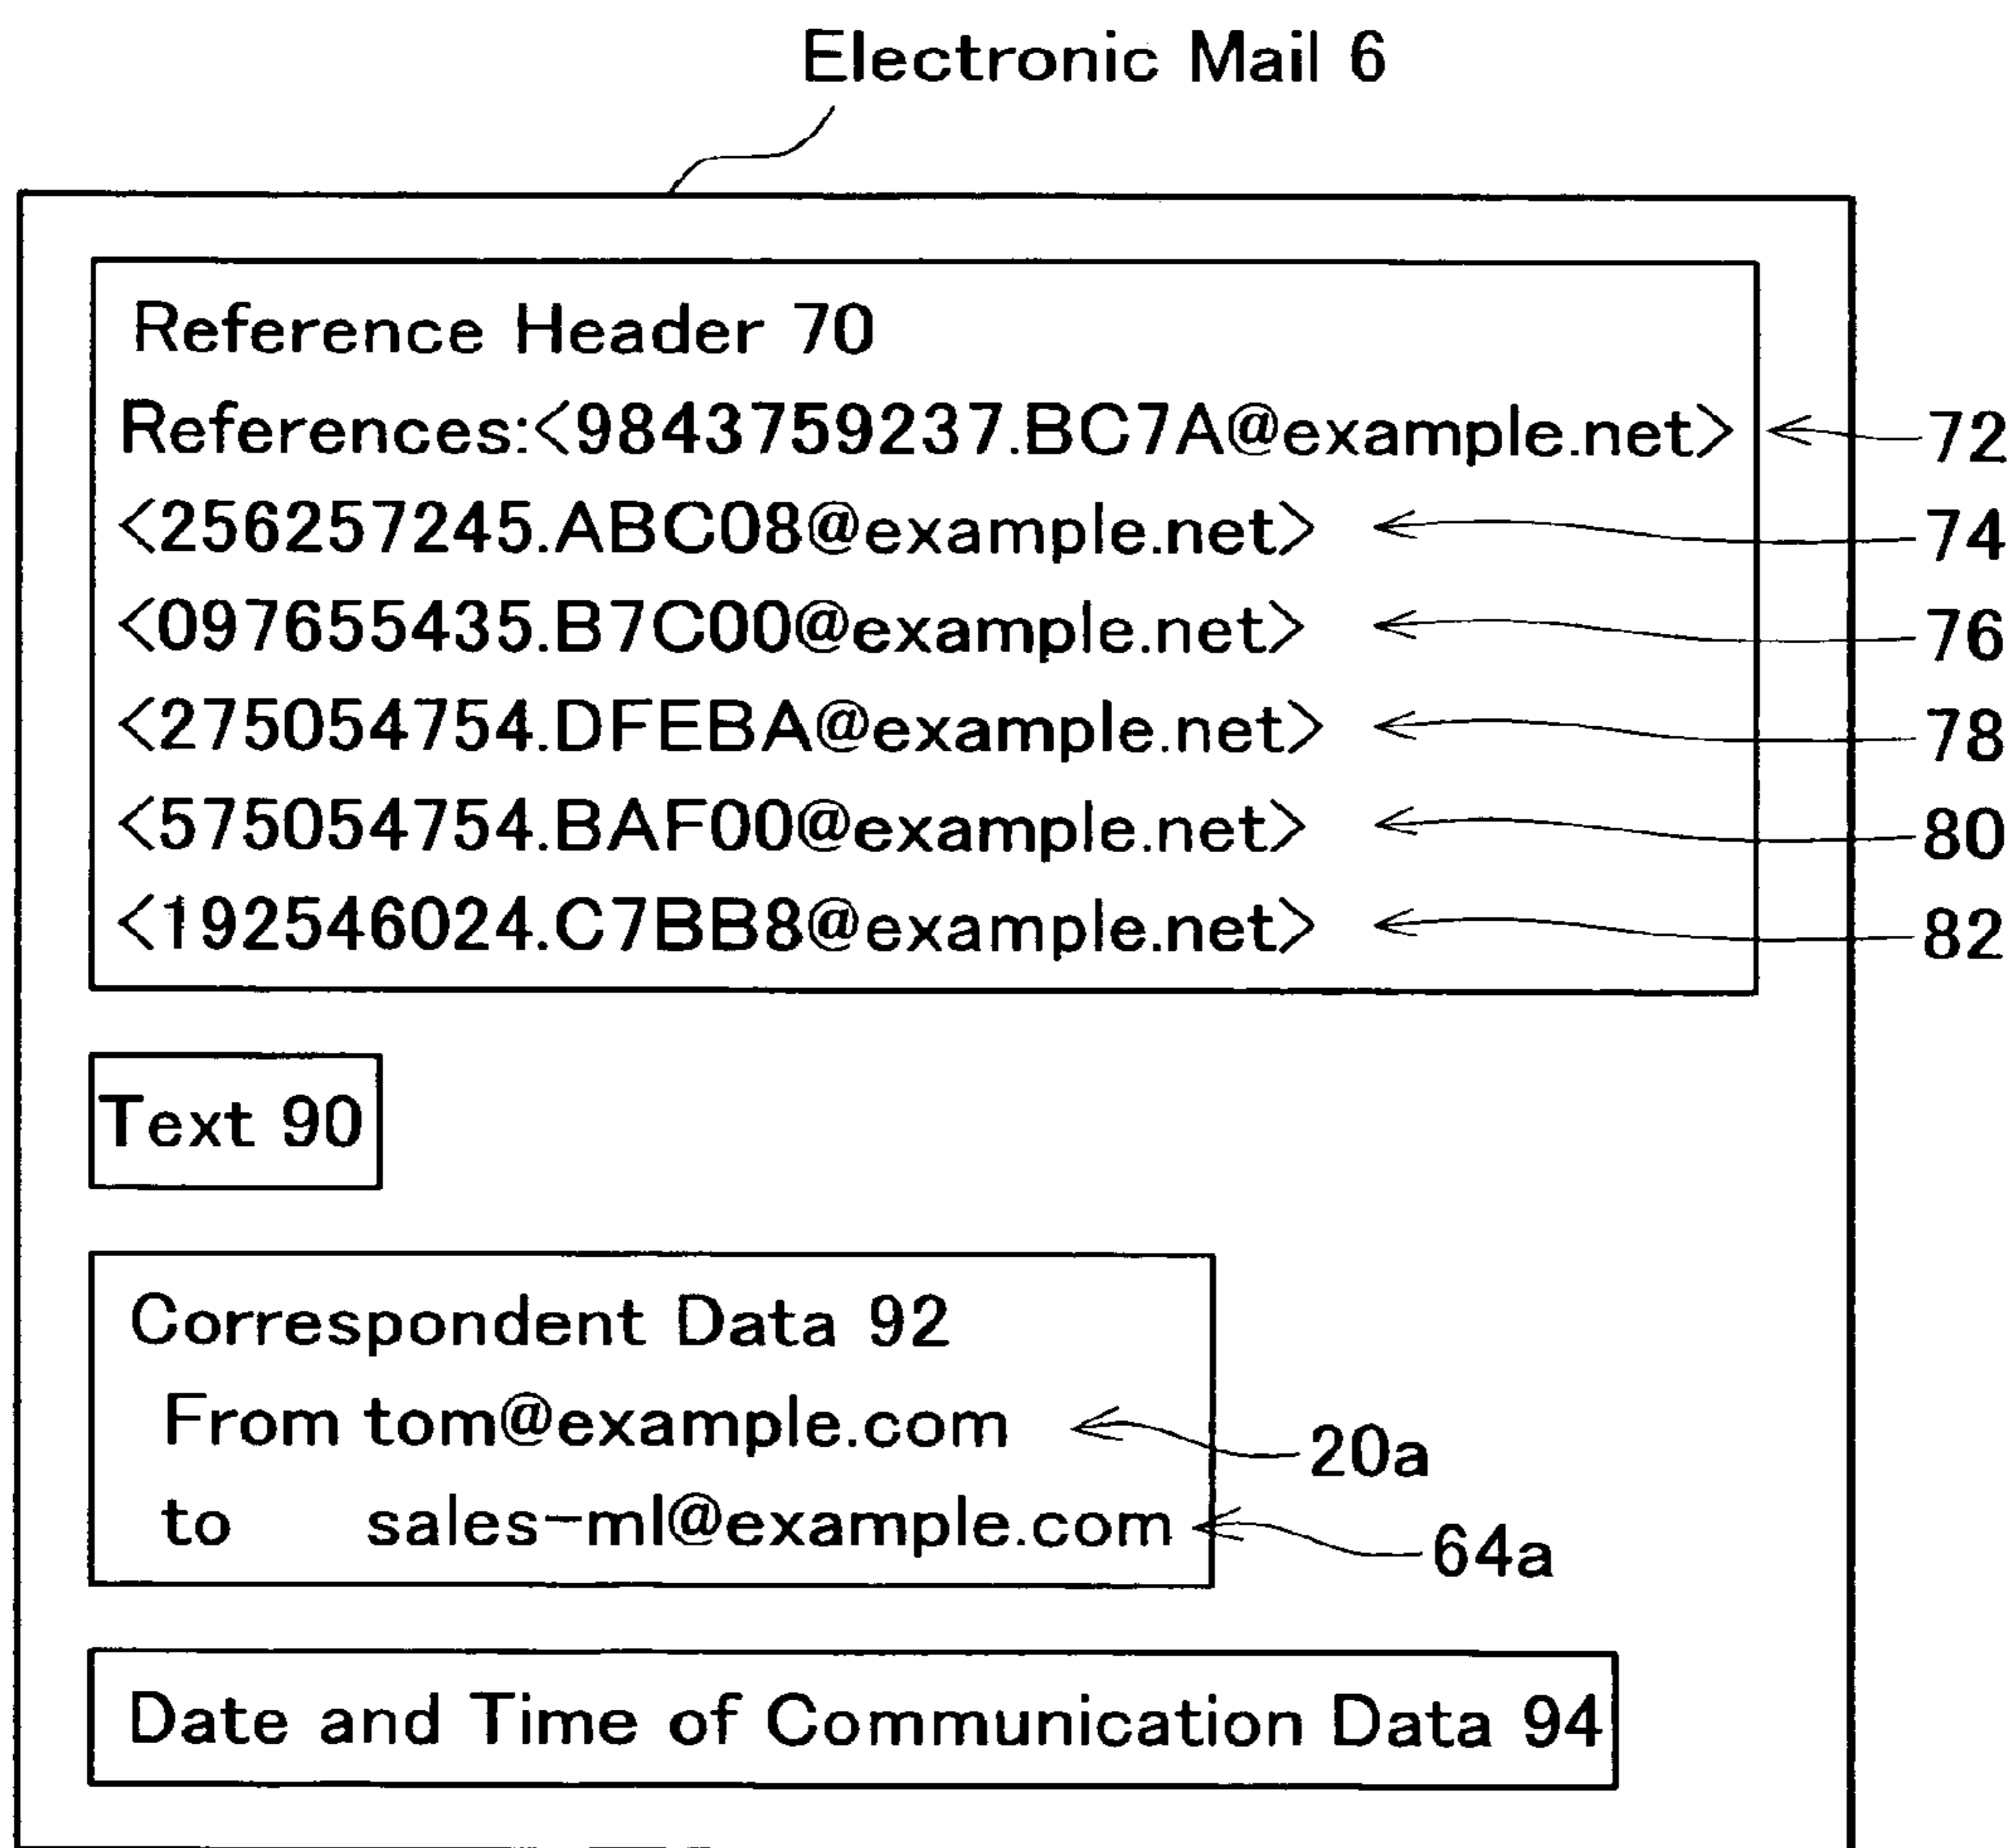 Electronic Mail 6
Reference Header 70
References:<9843759237.BC7A@example.net> 72
<256257245.ABC08@example.net> 74
<097655435.B7C00@example.net> 76
<275054754.DFEBA@example.net> 78
<575054754.BAF00@example.net> 80
<192546024.C7BB8@example.net> 82
Text 90
Correspondent Data 92
From tom@example.com 20a
to sales-ml@example.com 64a
Date and Time of Communication Data 94